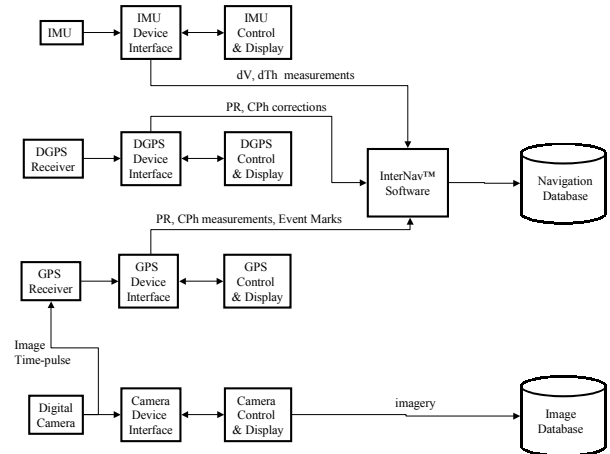 IMU
IMU
Device
Interface
IMU
Control
& Display
dV, dTh  measurements
PR, CPh corrections
DGPS
Receiver
DGPS
Device
Interface
DGPS
Control
& Display
InterNav™
Software
Navigation
Database
PR, CPh measurements, Event Marks
GPS
Receiver
GPS
Device
Interface
GPS
Control
& Display
Image
Time-pulse
Digital
Camera
Camera
Device
Interface
Camera
Control
& Display
imagery
Image
Database